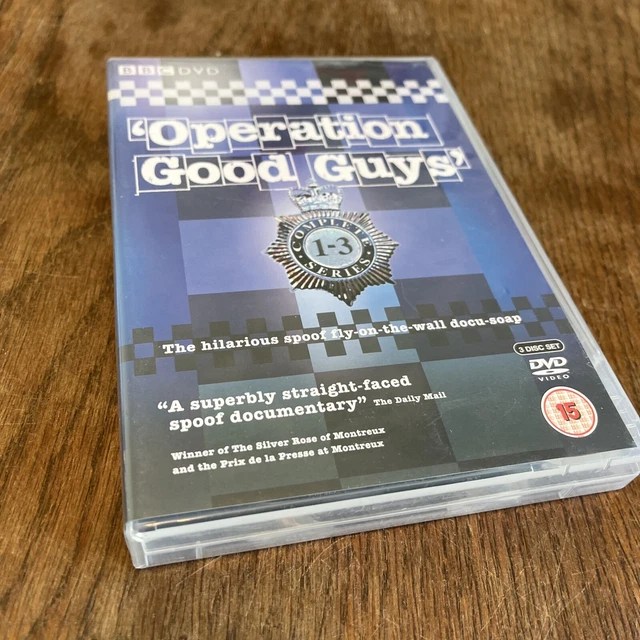 BBC DVD
'Operation
Good Guys'
COMPLETE
1-3
SERIES
The hilarious spoof fly-on-the-wall docu-soap
3 DISC SET
DVD
VIDEO
"A superbly straight-faced
spoof documentary" The Daily Mail
15
Winner of The Silver Rose of Montreux
and the Prix de la Presse at Montreux